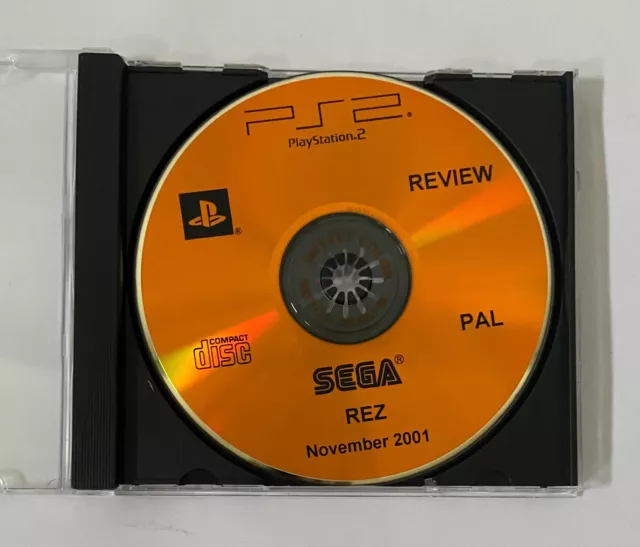 PS2®
PlayStation®2
REVIEW
®
PAL
COMPACT
disc
SEGA®
REZ
November 2001